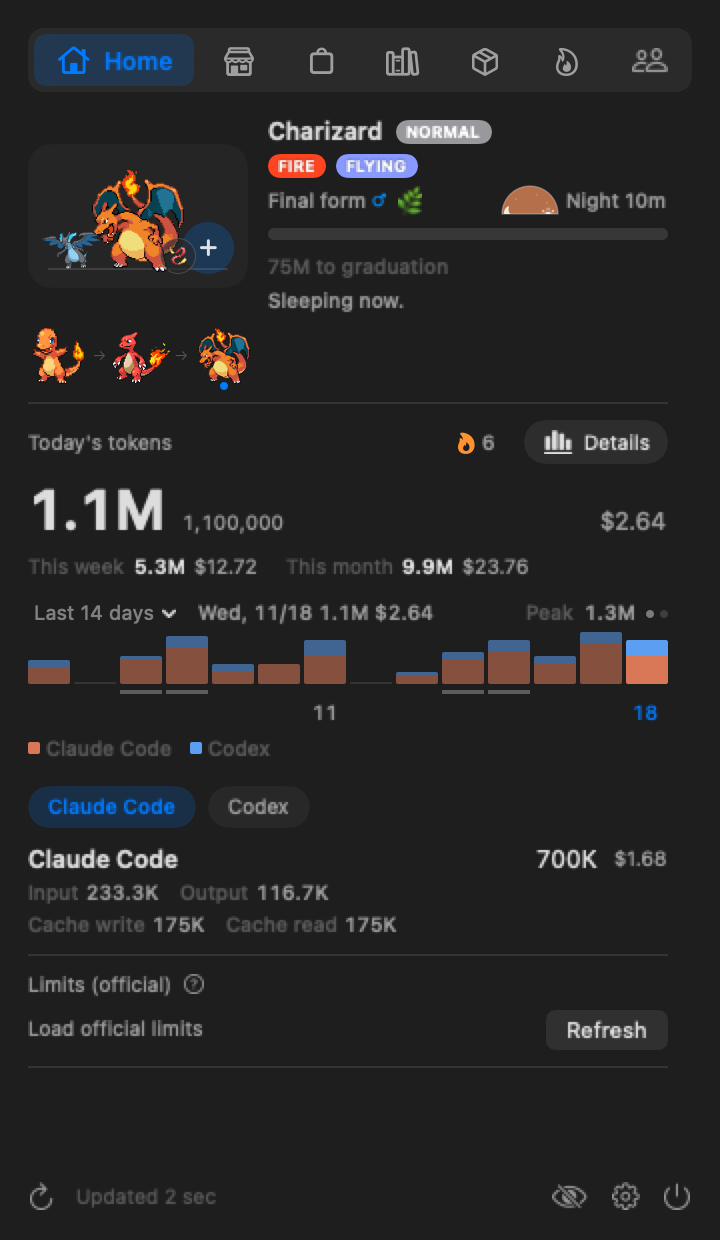 Home
Charizard NORMAL
FIRE FLYING
Final form ♂ Night 10m
75M to graduation
Sleeping now.
Today's tokens 6 Details
1.1M 1,100,000 $2.64
This week 5.3M $12.72 This month 9.9M $23.76
Last 14 days Wed, 11/18 1.1M $2.64 Peak 1.3M
11 18
Claude Code Codex
Claude Code Codex
Claude Code 700K $1.68
Input 233.3K Output 116.7K
Cache write 175K Cache read 175K
Limits (official) ?
Load official limits Refresh
Updated 2 sec